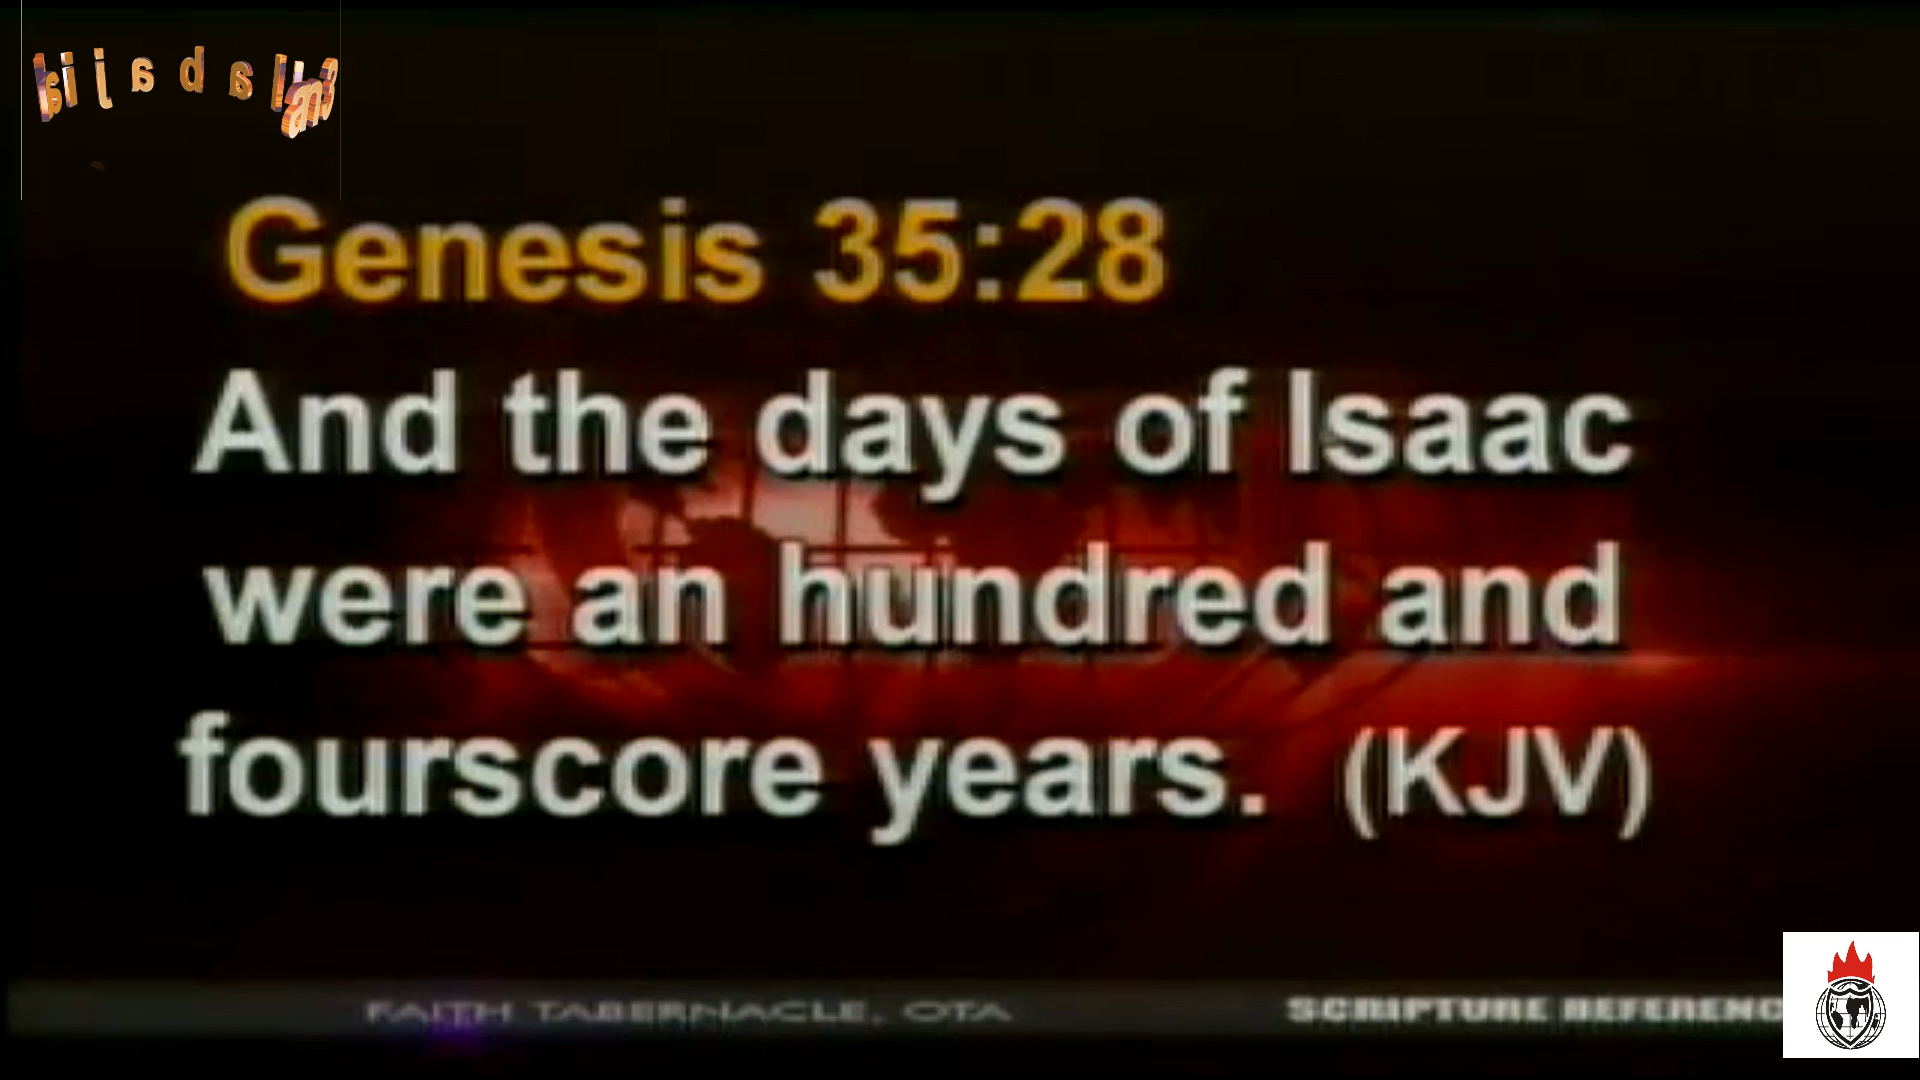 Genesis 35:28
And the days of Isaac
were an hundred and
fourscore years. (KJV)
FAITH TABERNACLE, OTA
SCRIPTURE REFERENC